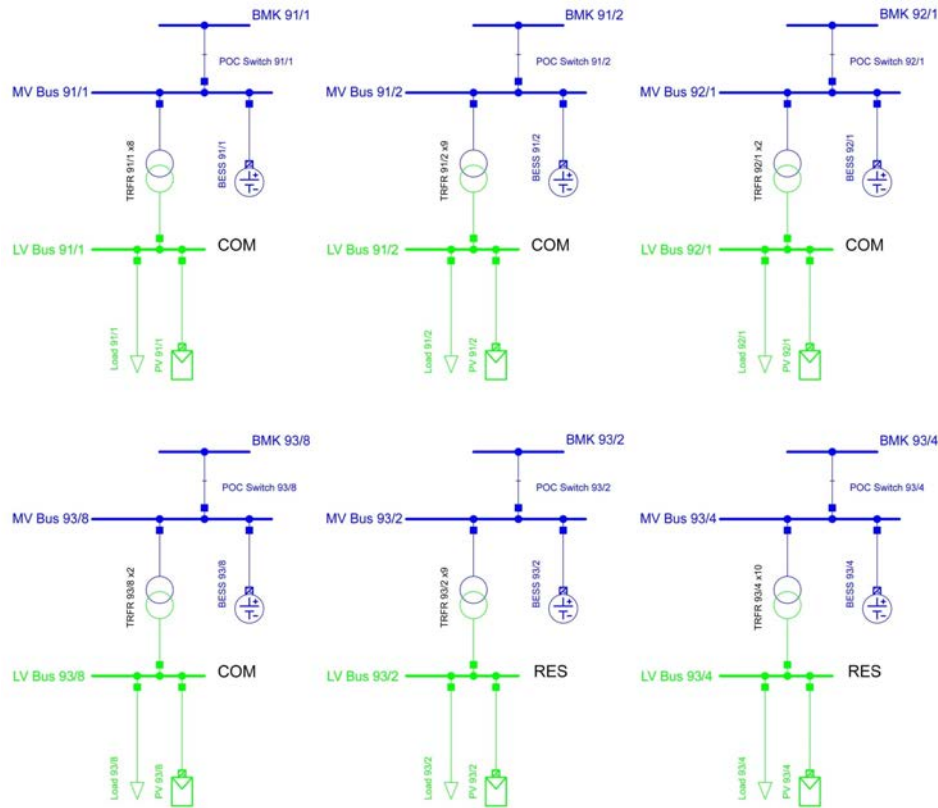 BMK 91/1
POC Switch 91/1
MV Bus 91/1
TRFR 91/1 x8
BESS 91/1
LV Bus 91/1
COM
Load 91/1
PV 91/1
BMK 91/2
POC Switch 91/2
MV Bus 91/2
TRFR 91/2 x9
BESS 91/2
LV Bus 91/2
COM
Load 91/2
PV 91/2
BMK 92/1
POC Switch 92/1
MV Bus 92/1
TRFR 92/1 x2
BESS 92/1
LV Bus 92/1
COM
Load 92/1
PV 92/1
BMK 93/8
POC Switch 93/8
MV Bus 93/8
TRFR 93/8 x2
BESS 93/8
LV Bus 93/8
COM
Load 93/8
PV 93/8
BMK 93/2
POC Switch 93/2
MV Bus 93/2
TRFR 93/2 x9
BESS 93/2
LV Bus 93/2
RES
Load 93/2
PV 93/2
BMK 93/4
POC Switch 93/4
MV Bus 93/4
TRFR 93/4 x10
BESS 93/4
LV Bus 93/4
RES
Load 93/4
PV 93/4